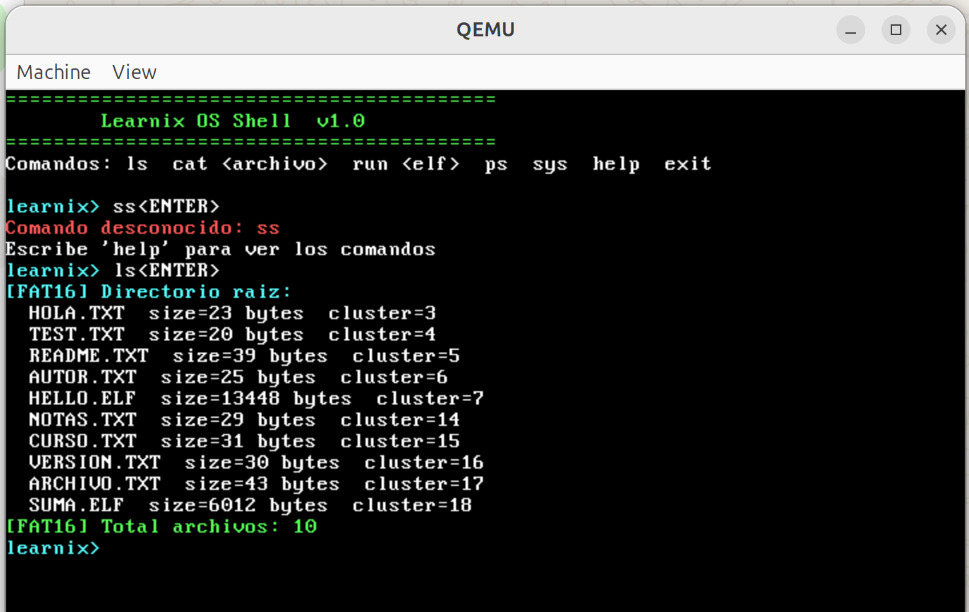 QEMU
Machine View
=========================================
Learnix OS Shell v1.0
=========================================
Comandos: ls cat <archivo> run <elf> ps sys help exit
learnix> ss<ENTER>
Comando desconocido: ss
Escribe 'help' para ver los comandos
learnix> ls<ENTER>
[FAT16] Directorio raiz:
HOLA.TXT size=23 bytes cluster=3
TEST.TXT size=20 bytes cluster=4
README.TXT size=39 bytes cluster=5
AUTOR.TXT size=25 bytes cluster=6
HELLO.ELF size=13448 bytes cluster=7
NOTAS.TXT size=29 bytes cluster=14
CURSO.TXT size=31 bytes cluster=15
VERSION.TXT size=30 bytes cluster=16
ARCHIVO.TXT size=43 bytes cluster=17
SUMA.ELF size=6012 bytes cluster=18
[FAT16] Total archivos: 10
learnix>